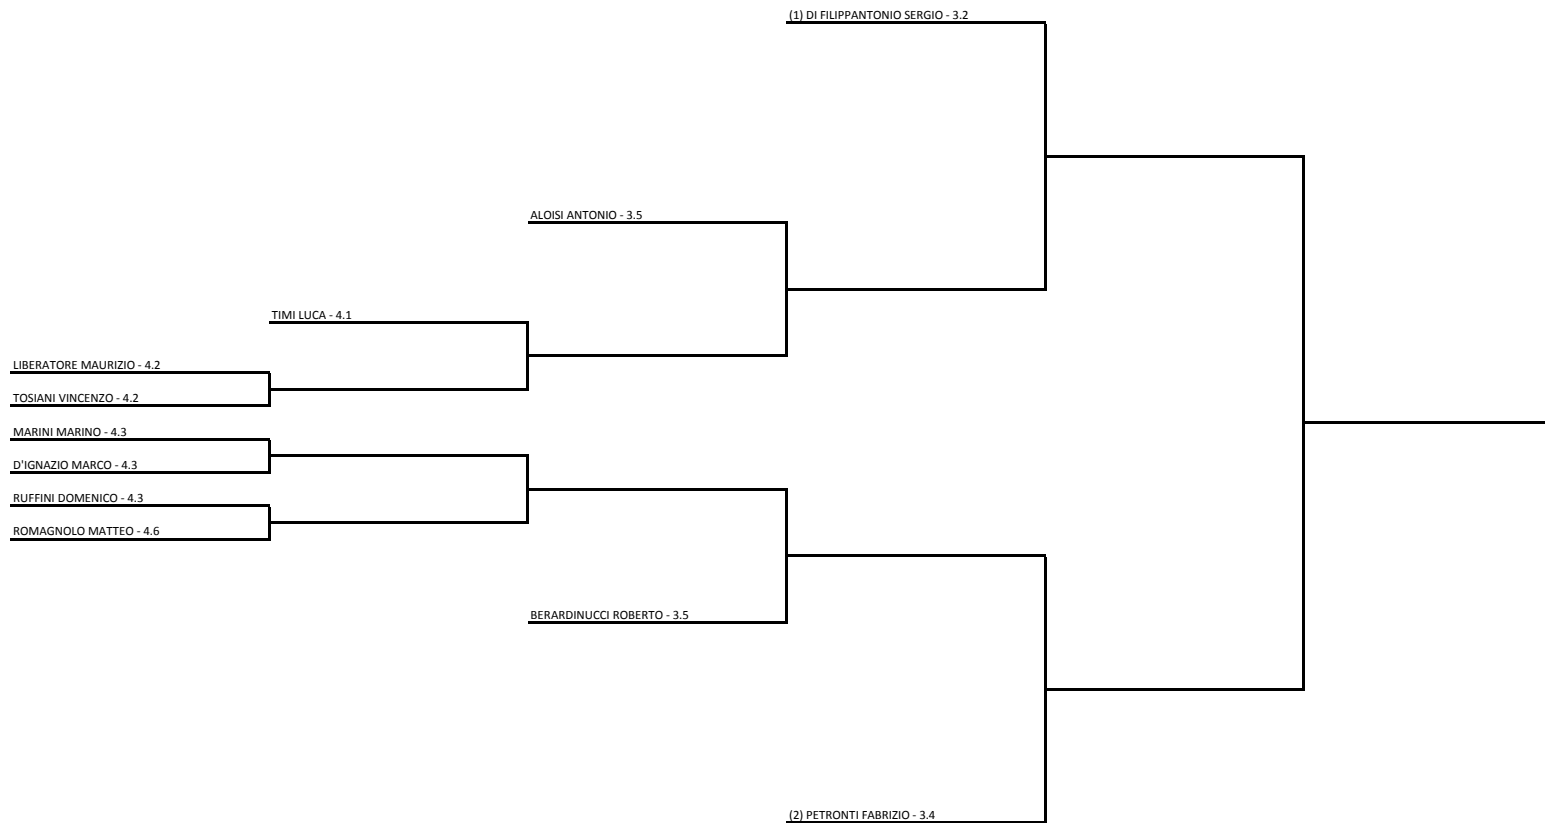 (1) DI FILIPPANTONIO SERGIO - 3.2
ALOISI ANTONIO - 3.5
TIMI LUCA - 4.1
LIBERATORE MAURIZIO - 4.2
TOSIANI VINCENZO - 4.2
MARINI MARINO - 4.3
D'IGNAZIO MARCO - 4.3
RUFFINI DOMENICO - 4.3
ROMAGNOLO MATTEO - 4.6
BERARDINUCCI ROBERTO - 3.5
(2) PETRONTI FABRIZIO - 3.4